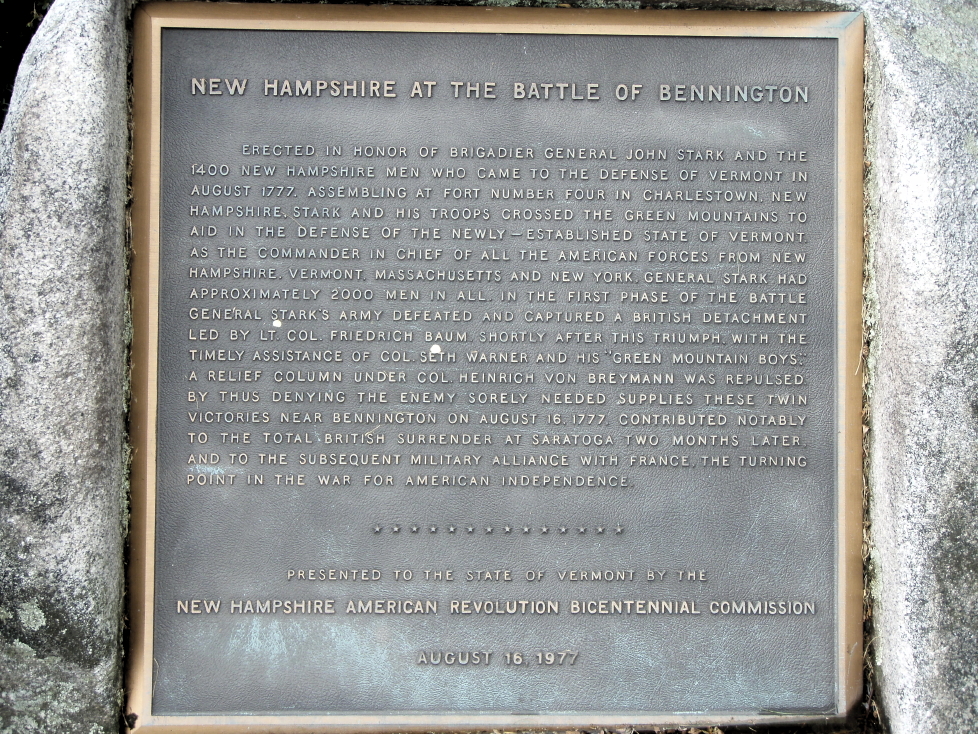 NEW HAMPSHIRE AT THE BATTLE OF BENNINGTON
ERECTED IN HONOR OF BRIGADIER GENERAL JOHN STARK AND THE
1400 NEW HAMPSHIRE MEN WHO CAME TO THE DEFENSE OF VERMONT IN
AUGUST 1777. ASSEMBLING AT FORT NUMBER FOUR IN CHARLESTOWN, NEW
HAMPSHIRE, STARK AND HIS TROOPS CROSSED THE GREEN MOUNTAINS TO
AID IN THE DEFENSE OF THE NEWLY-ESTABLISHED STATE OF VERMONT.
AS THE COMMANDER IN CHIEF OF ALL THE AMERICAN FORCES FROM NEW
HAMPSHIRE, VERMONT, MASSACHUSETTS AND NEW YORK, GENERAL STARK HAD
APPROXIMATELY 2000 MEN IN ALL. IN THE FIRST PHASE OF THE BATTLE
GENERAL STARK'S ARMY DEFEATED AND CAPTURED A BRITISH DETACHMENT
LED BY LT. COL. FRIEDRICH BAUM. SHORTLY AFTER THIS TRIUMPH, WITH THE
TIMELY ASSISTANCE OF COL. SETH WARNER AND HIS "GREEN MOUNTAIN BOYS,"
A RELIEF COLUMN UNDER COL. HEINRICH VON BREYMANN WAS REPULSED.
BY THUS DENYING THE ENEMY SORELY NEEDED SUPPLIES THESE TWIN
VICTORIES NEAR BENNINGTON ON AUGUST 16, 1777, CONTRIBUTED NOTABLY
TO THE TOTAL BRITISH SURRENDER AT SARATOGA TWO MONTHS LATER,
AND TO THE SUBSEQUENT MILITARY ALLIANCE WITH FRANCE, THE TURNING
POINT IN THE WAR FOR AMERICAN INDEPENDENCE.
PRESENTED TO THE STATE OF VERMONT BY THE
NEW HAMPSHIRE AMERICAN REVOLUTION BICENTENNIAL COMMISSION
AUGUST 16, 1977